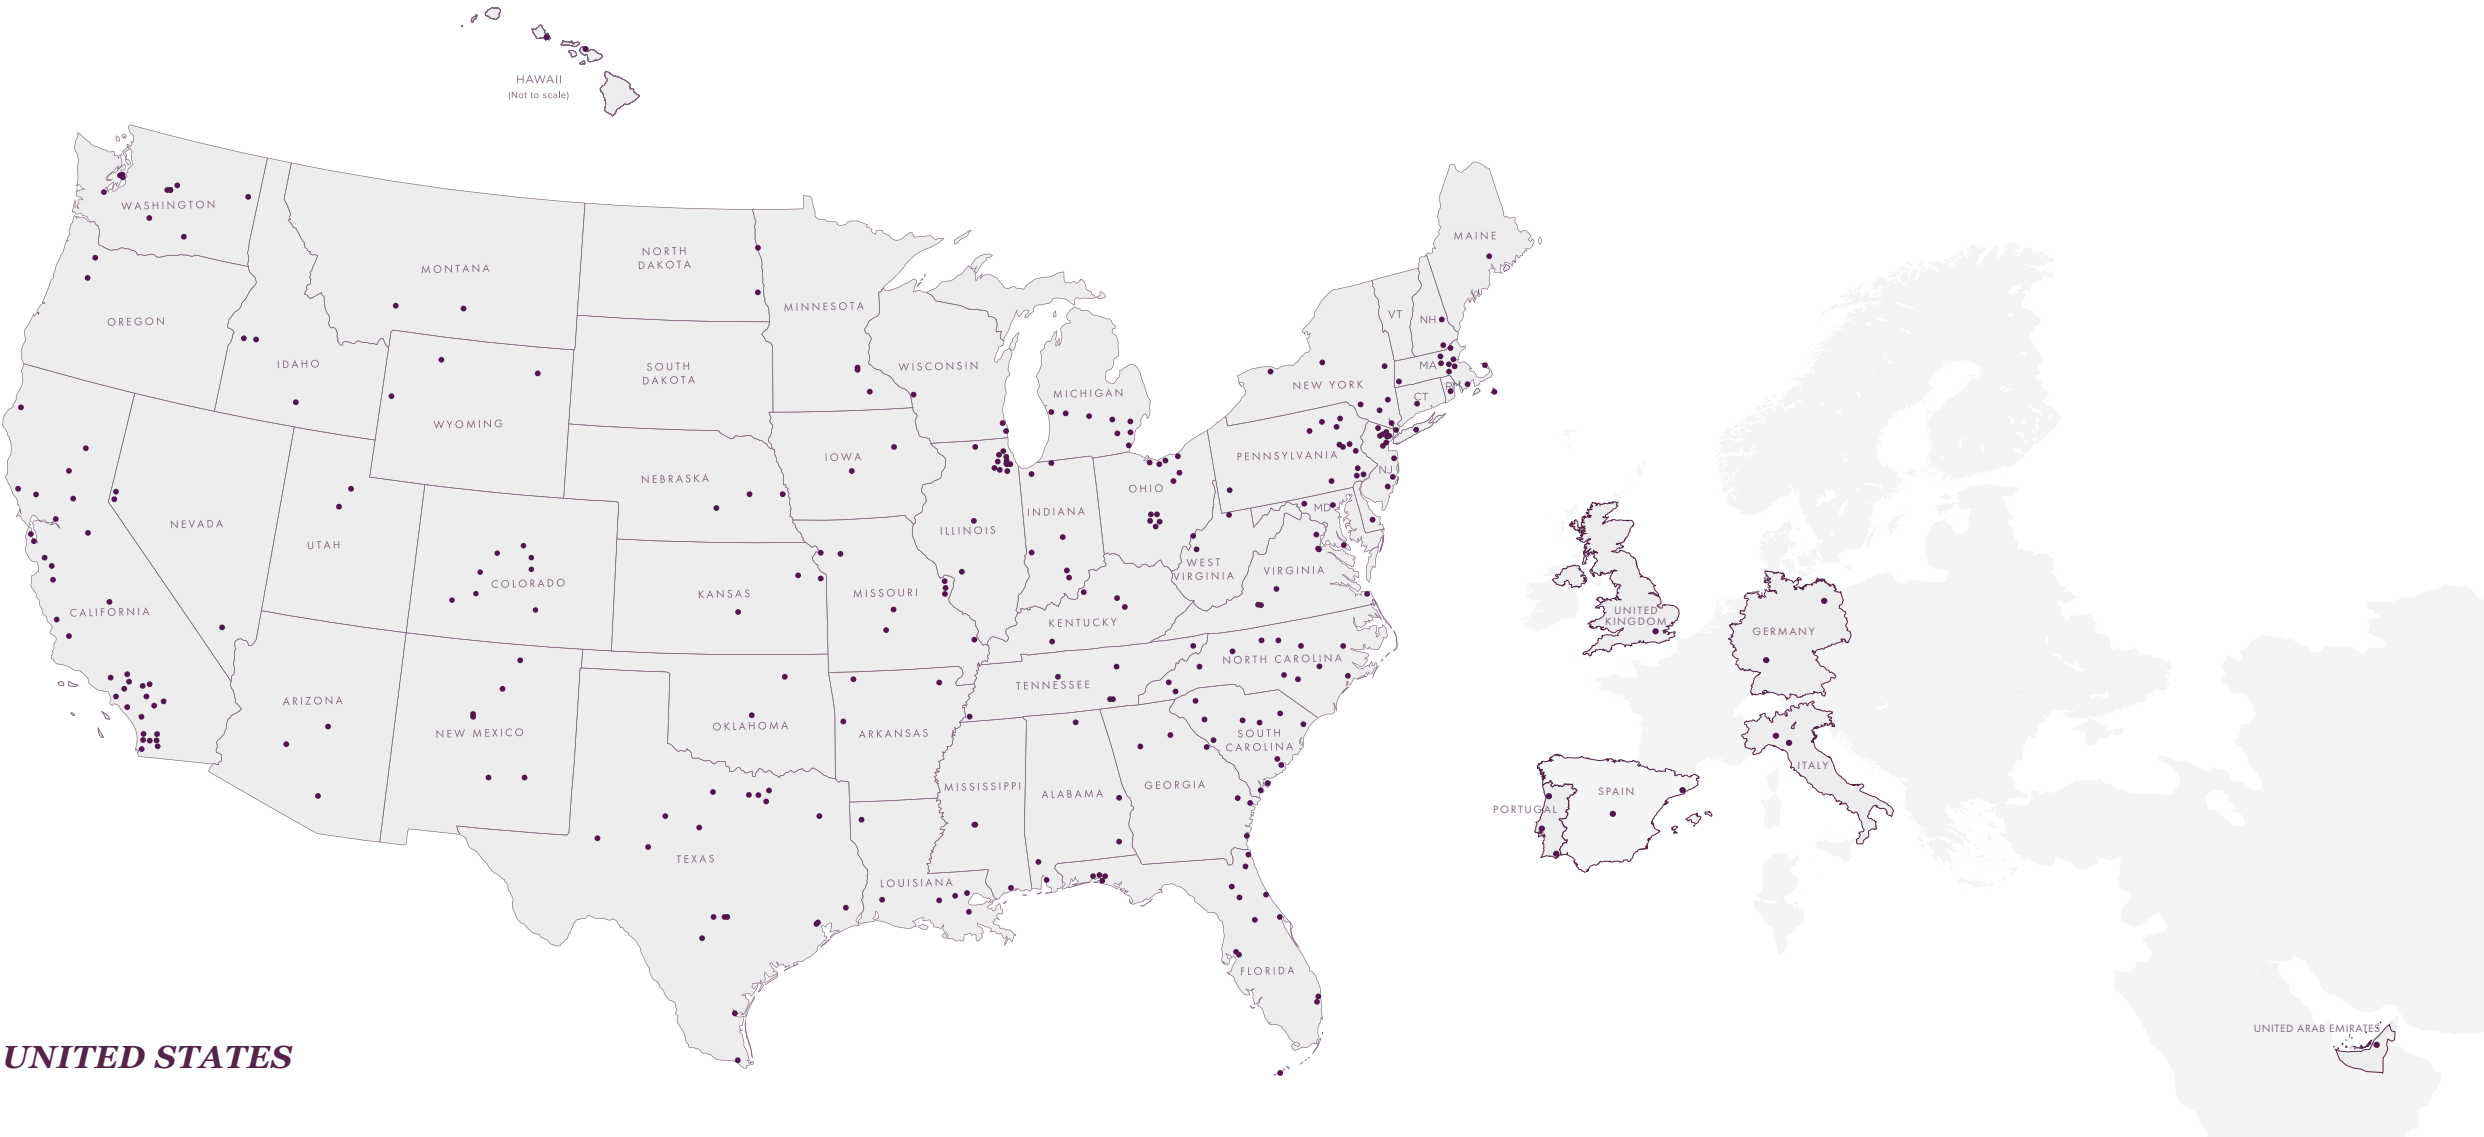 HAWAII
(Not to scale)
WASHINGTON
MAINE
NORTH
DAKOTA
MONTANA
MINNESOTA
VT
NH
OREGON
IDAHO
SOUTH
DAKOTA
WISCONSIN
MA
NEW YORK
RI
MICHIGAN
CT
WYOMING
IOWA
PENNSYLVANIA
NJ
NEBRASKA
OHIO
MD
NEVADA
ILLINOIS
INDIANA
UTAH
COLORADO
WEST
VIRGINIA
VIRGINIA
KANSAS
MISSOURI
CALIFORNIA
KENTUCKY
UNITED
KINGDOM
GERMANY
NORTH CAROLINA
TENNESSEE
ARIZONA
OKLAHOMA
NEW MEXICO
ARKANSAS
SOUTH
CAROLINA
ITALY
MISSISSIPPI
ALABAMA
GEORGIA
SPAIN
PORTUGAL
TEXAS
LOUISIANA
FLORIDA
UNITED ARAB EMIRATES
UNITED STATES